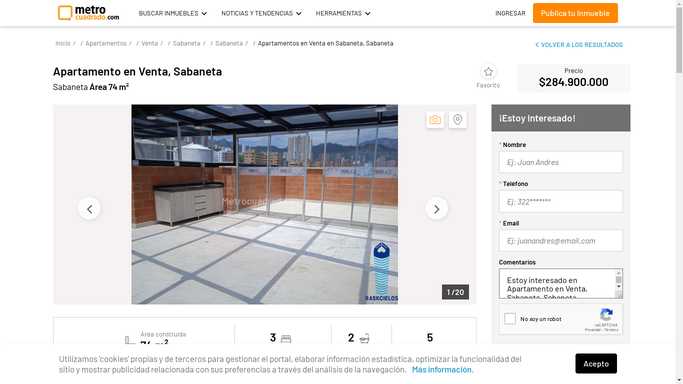 metro
cuadrado.com
BUSCAR INMUEBLES
NOTICIAS Y TENDENCIAS
HERRAMIENTAS
INGRESAR
Publica tu Inmueble
Inicio / / Apartamentos / / Venta / / Sabaneta / / Sabaneta / / Apartamentos en Venta en Sabaneta, Sabaneta
< VOLVER A LOS RESULTADOS
Apartamento en Venta, Sabaneta
Sabaneta Área 74 m²
Favorito
Precio
$284.900.000
RASKCIELOS
1 / 20
¡Estoy Interesado!
* Nombre
Ej: Juan Andres
* Teléfono
Ej: 322*******
* Email
Ej: juanandres@email.com
Comentarios
Estoy interesado en
Apartamento en Venta,
Sabaneta, Sabaneta
No soy un robot
reCAPTCHA
Privacidad - Términos
Área construida
74 m²
3
2
5
Utilizamos 'cookies' propias y de terceros para gestionar el portal, elaborar información estadística, optimizar la funcionalidad del
sitio y mostrar publicidad relacionada con sus preferencias a través del análisis de la navegación. Más información.
Acepto